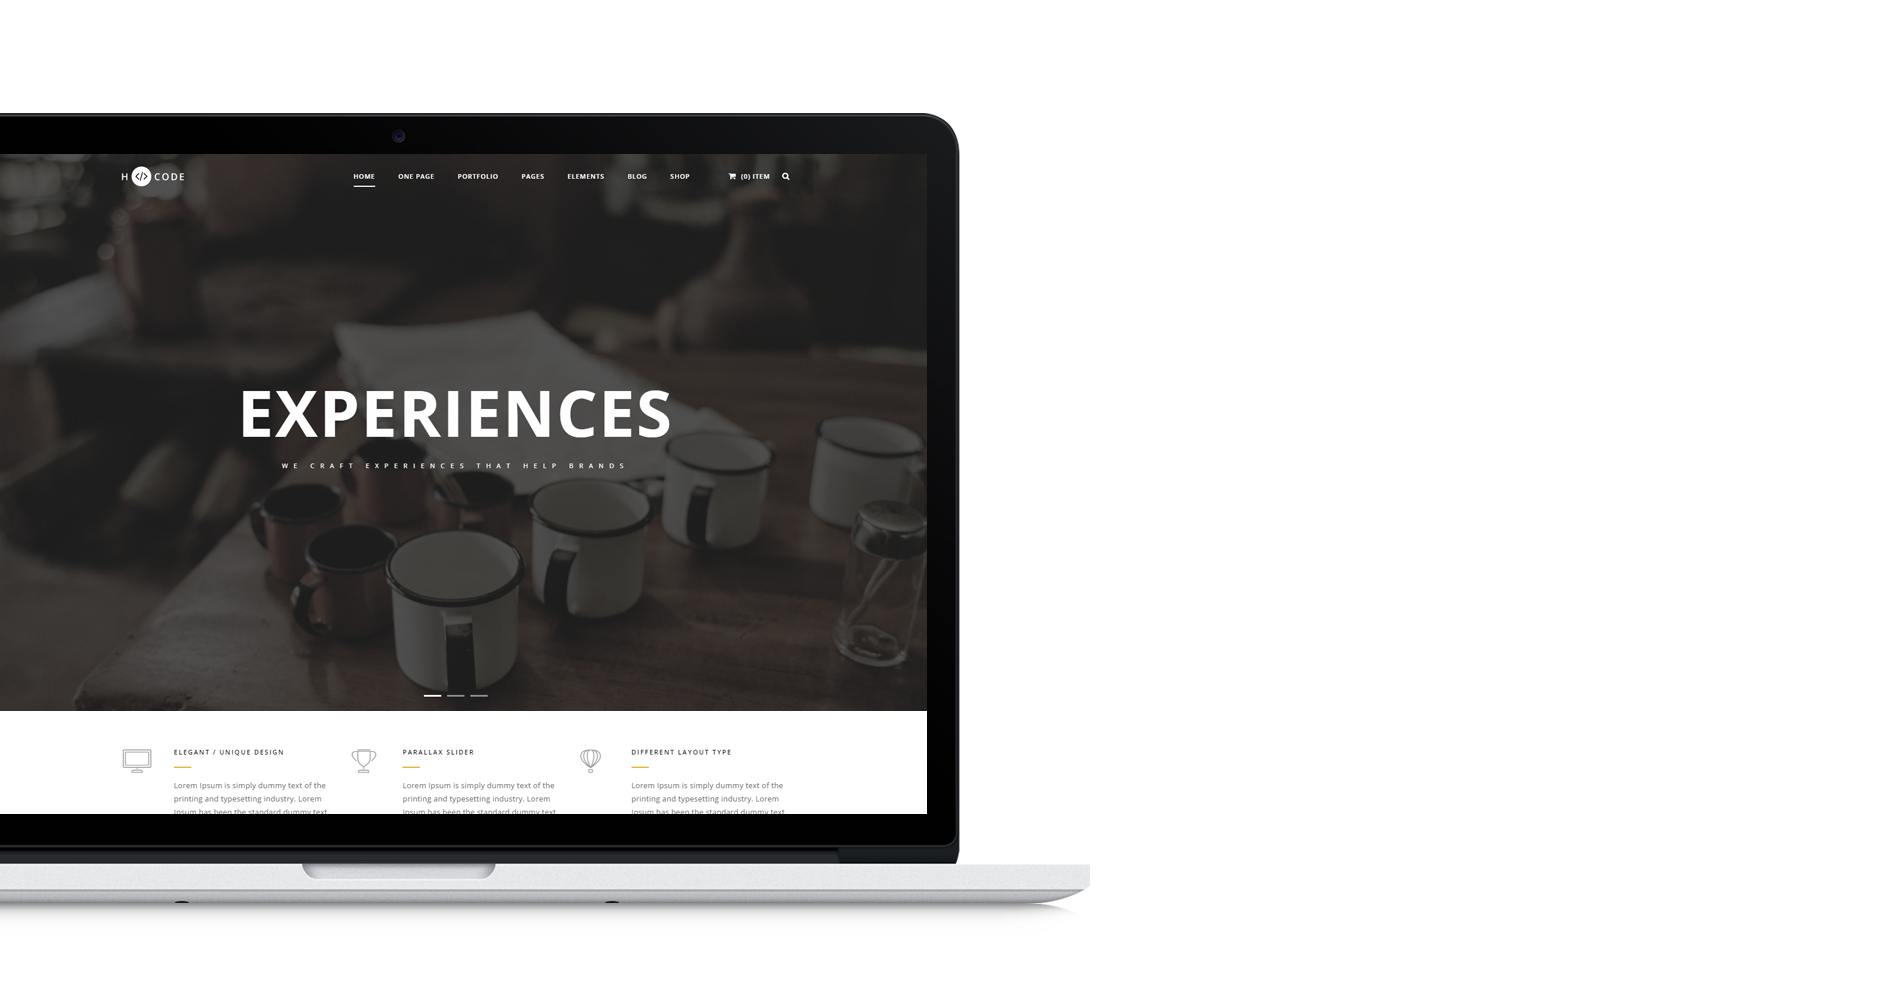 H </> CODE
HOME ONE PAGE PORTFOLIO PAGES ELEMENTS BLOG SHOP (0) ITEM
EXPERIENCES
WE CRAFT EXPERIENCES THAT HELP BRANDS
ELEGANT / UNIQUE DESIGN
Lorem Ipsum is simply dummy text of the
printing and typesetting industry. Lorem
Ipsum has been the standard dummy text
PARALLAX SLIDER
Lorem Ipsum is simply dummy text of the
printing and typesetting industry. Lorem
Ipsum has been the standard dummy text
DIFFERENT LAYOUT TYPE
Lorem Ipsum is simply dummy text of the
printing and typesetting industry. Lorem
Ipsum has been the standard dummy text